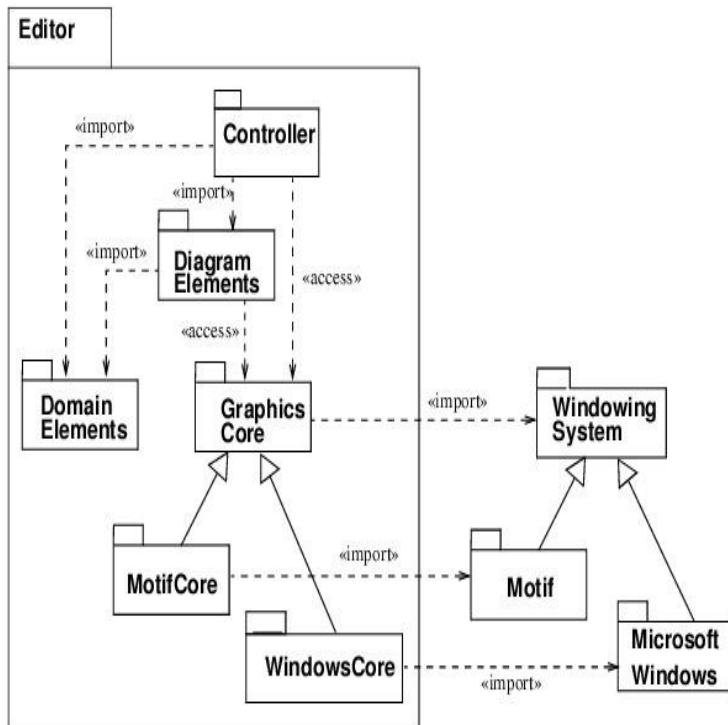 Editor
«import»
Controller
«import»
«import»
Diagram
Elements
«access»
«access»
Domain
Elements
Graphics
Core
«import»
Windowing
System
MotifCore
«import»
Motif
WindowsCore
«import»
Microsoft
Windows